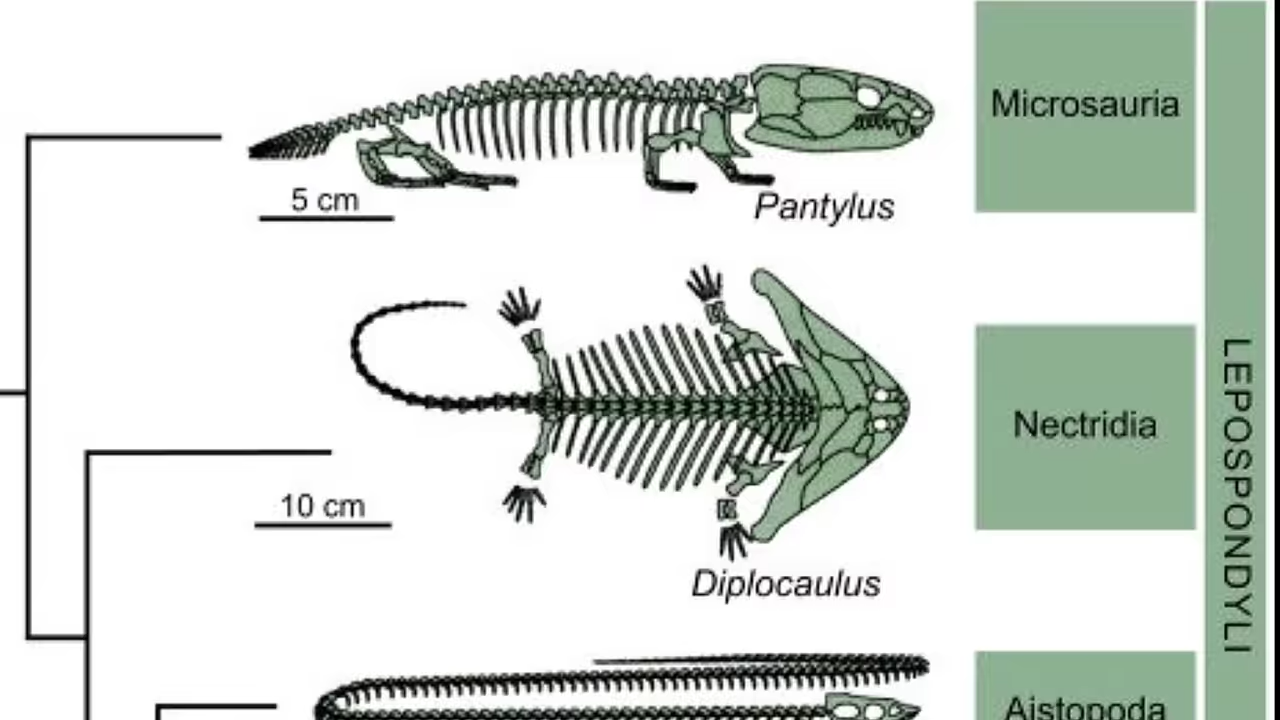 Microsauria
5 cm
Pantylus
Nectridia
10 cm
Diplocaulus
LEPOSPONDYLI
Aistopoda